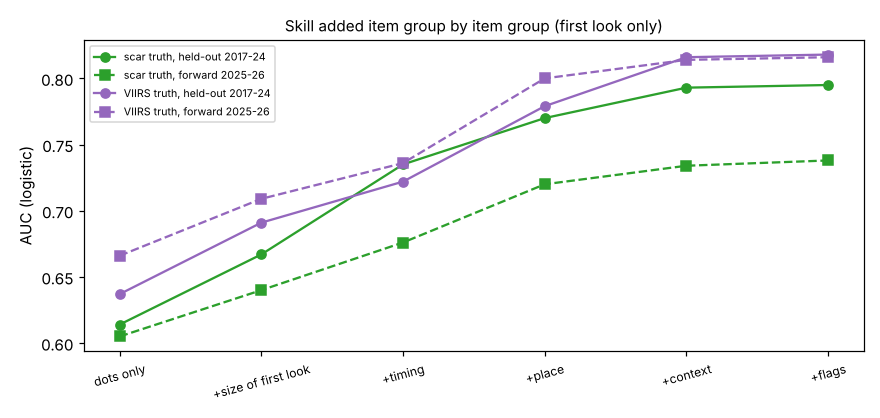 Skill added item group by item group (first look only)
scar truth, held-out 2017-24
scar truth, forward 2025-26
VIIRS truth, held-out 2017-24
VIIRS truth, forward 2025-26
AUC (logistic)
0.80
0.75
0.70
0.65
0.60
dots only
+size of first look
+timing
+place
+context
+flags